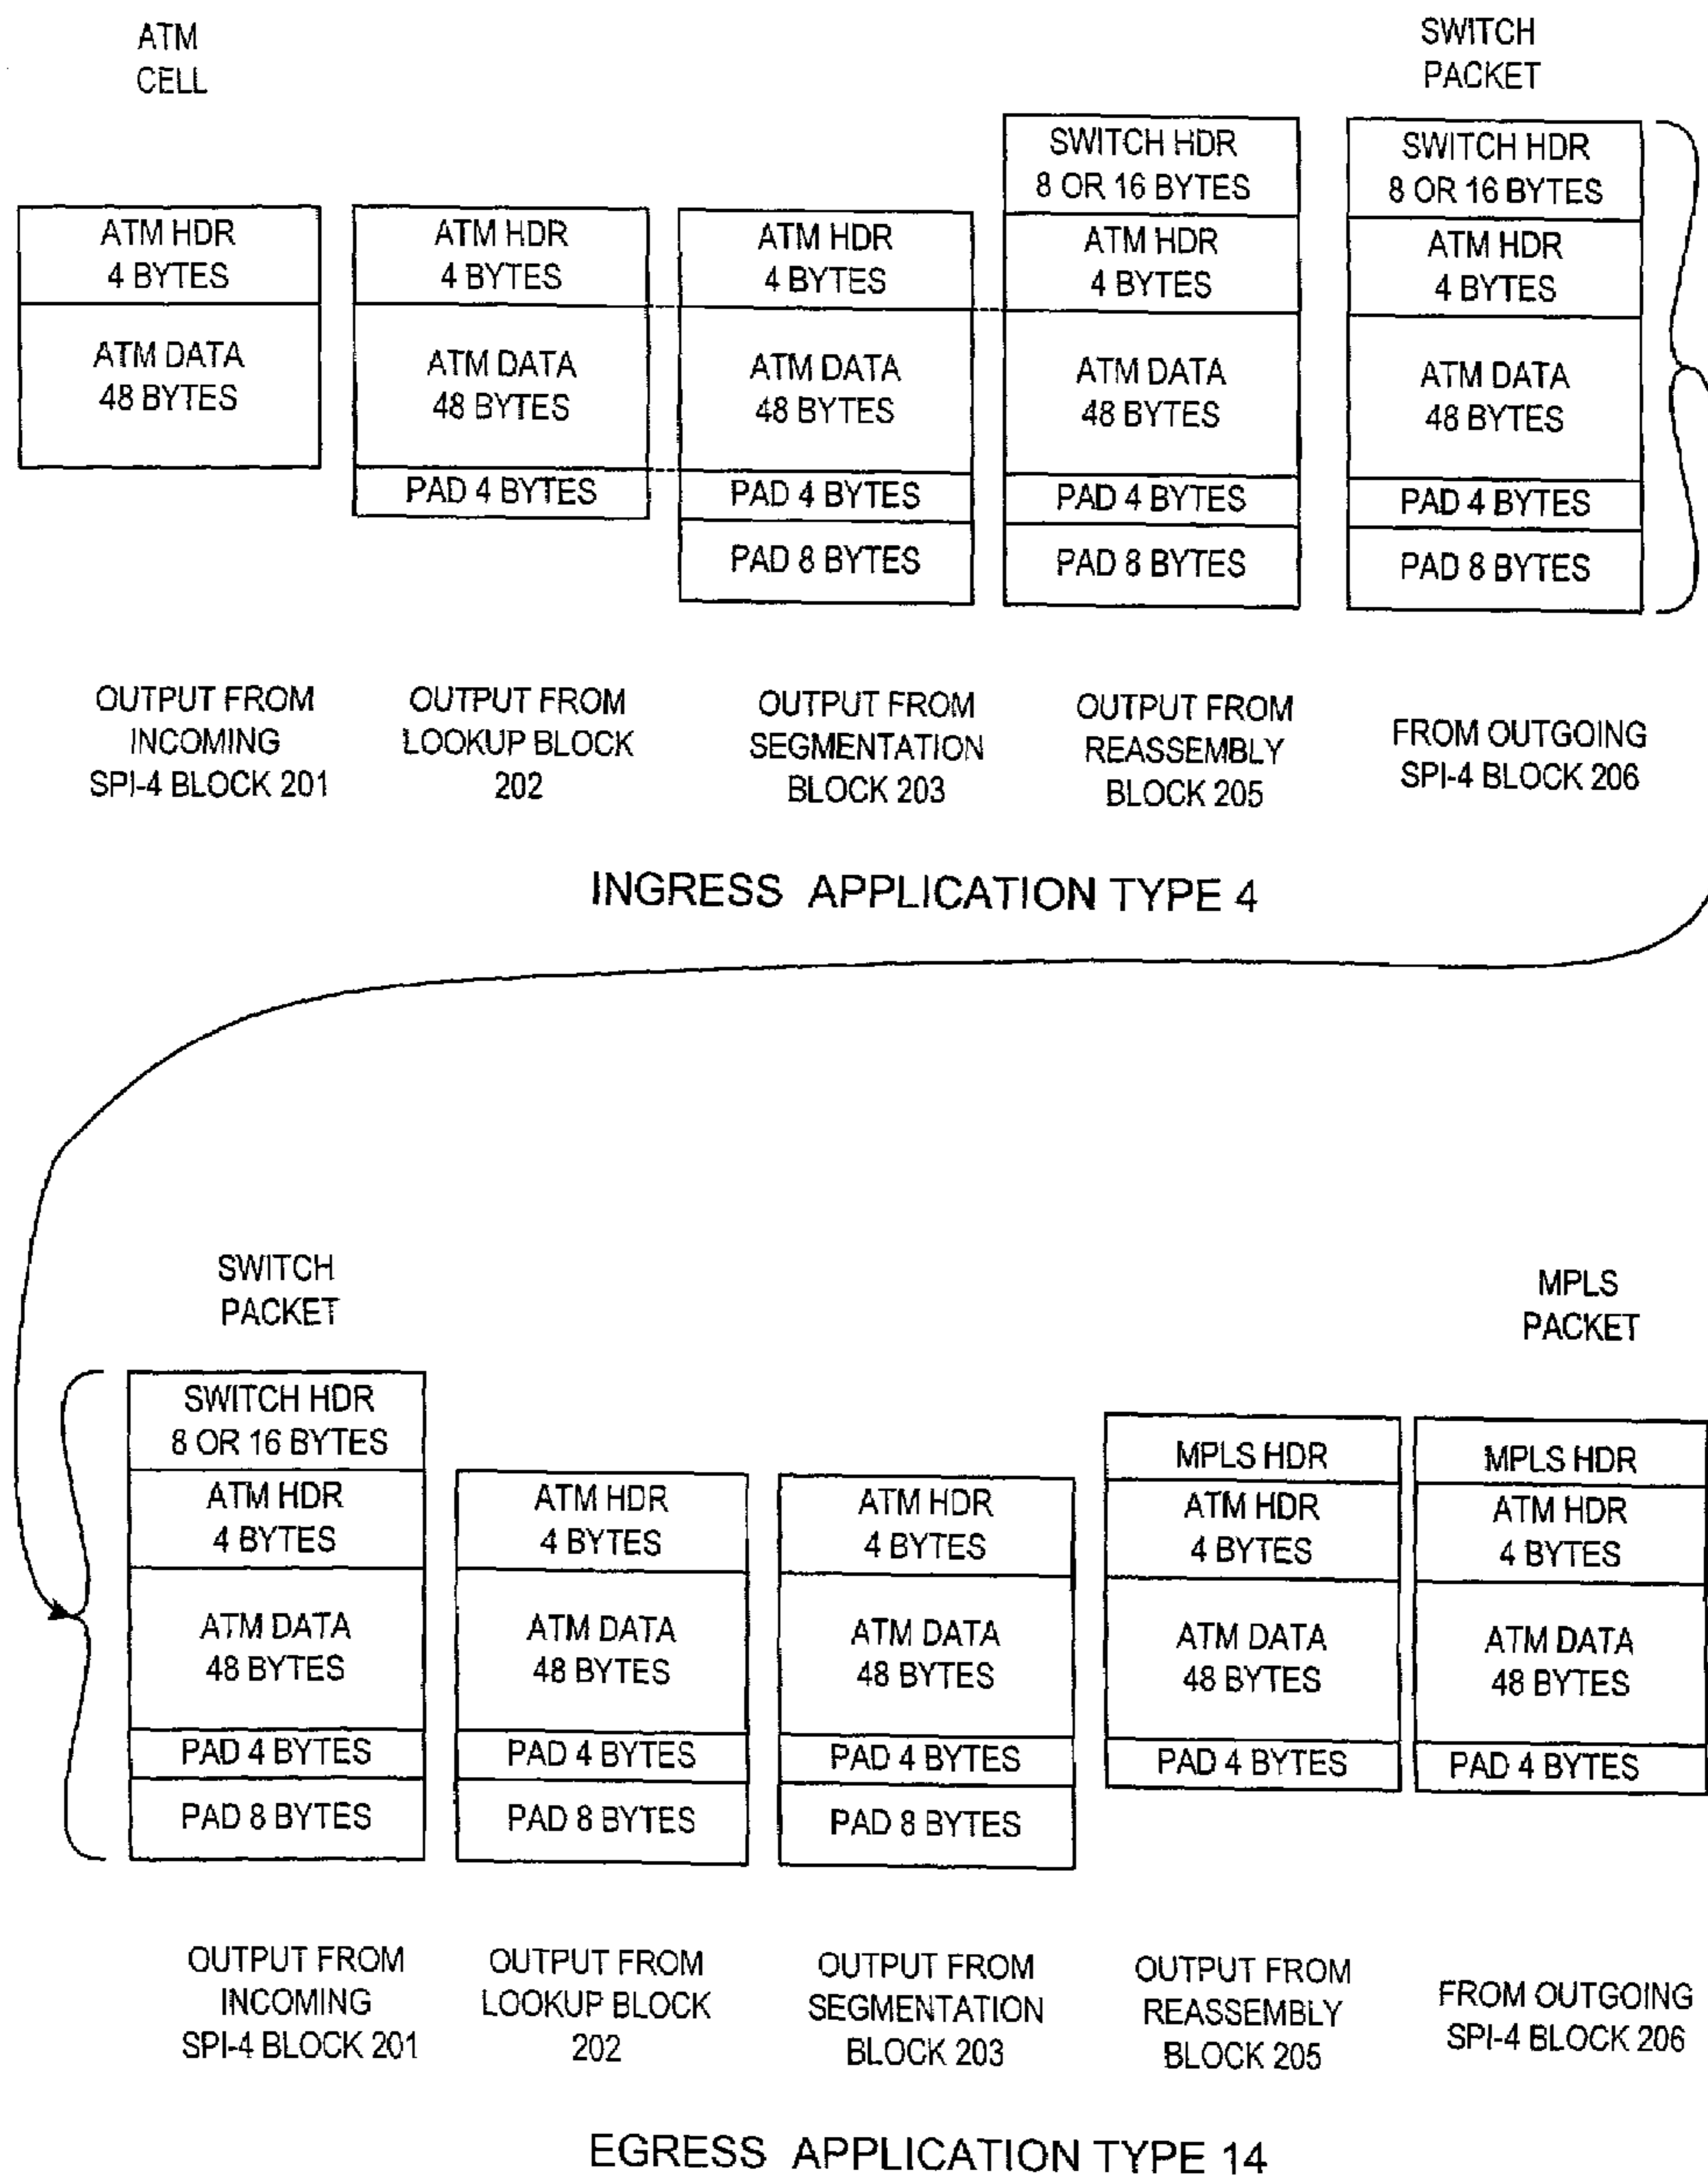 ATM
CELL
SWITCH
PACKET
ATM HDR
4 BYTES
ATM DATA
48 BYTES
ATM HDR
4 BYTES
ATM DATA
48 BYTES
PAD 4 BYTES
ATM HDR
4 BYTES
ATM DATA
48 BYTES
PAD 4 BYTES
PAD 8 BYTES
SWITCH HDR
8 OR 16 BYTES
ATM HDR
4 BYTES
ATM DATA
48 BYTES
PAD 4 BYTES
PAD 8 BYTES
SWITCH HDR
8 OR 16 BYTES
ATM HDR
4 BYTES
ATM DATA
48 BYTES
PAD 4 BYTES
PAD 8 BYTES
OUTPUT FROM
INCOMING
SPI-4 BLOCK 201
OUTPUT FROM
LOOKUP BLOCK
202
OUTPUT FROM
SEGMENTATION
BLOCK 203
OUTPUT FROM
REASSEMBLY
BLOCK 205
FROM OUTGOING
SPI-4 BLOCK 206
INGRESS APPLICATION TYPE 4
SWITCH
PACKET
MPLS
PACKET
SWITCH HDR
8 OR 16 BYTES
ATM HDR
4 BYTES
ATM DATA
48 BYTES
PAD 4 BYTES
PAD 8 BYTES
ATM HDR
4 BYTES
ATM DATA
48 BYTES
PAD 4 BYTES
PAD 8 BYTES
ATM HDR
4 BYTES
ATM DATA
48 BYTES
PAD 4 BYTES
PAD 8 BYTES
MPLS HDR
ATM HDR
4 BYTES
ATM DATA
48 BYTES
PAD 4 BYTES
MPLS HDR
ATM HDR
4 BYTES
ATM DATA
48 BYTES
PAD 4 BYTES
OUTPUT FROM
INCOMING
SPI-4 BLOCK 201
OUTPUT FROM
LOOKUP BLOCK
202
OUTPUT FROM
SEGMENTATION
BLOCK 203
OUTPUT FROM
REASSEMBLY
BLOCK 205
FROM OUTGOING
SPI-4 BLOCK 206
EGRESS APPLICATION TYPE 14